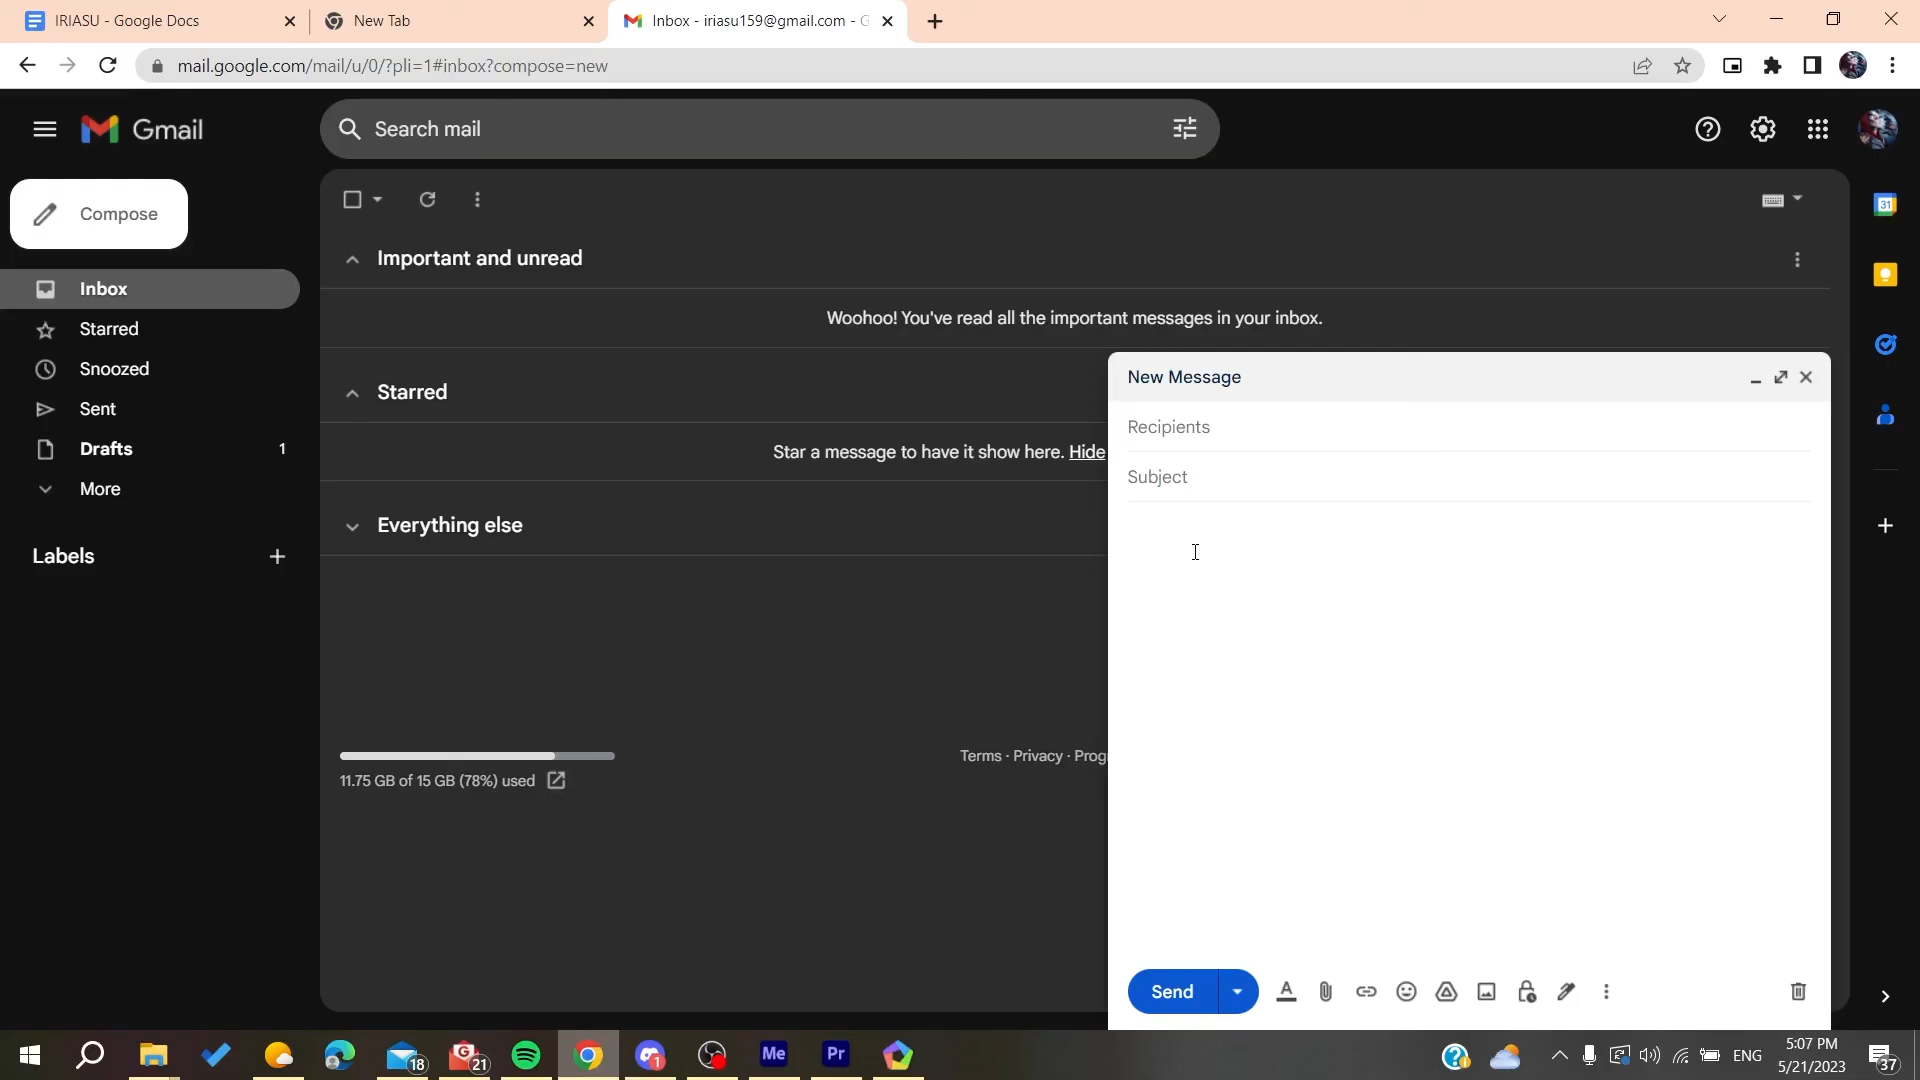 IRIASU - Google Docs
New Tab
Inbox - iriasu159@gmail.com - G
mail.google.com/mail/u/0/?pli=1#inbox?compose=new
Gmail
Search mail
Compose
Inbox
Starred
Snoozed
Sent
Drafts 1
More
Labels
Important and unread
Woohoo! You've read all the important messages in your inbox.
Starred
Star a message to have it show here. Hide
Everything else
11.75 GB of 15 GB (78%) used
Terms · Privacy · Progr
31
New Message
Recipients
Subject
Send
18
21
1
Me
Pr
ENG
5:07 PM
5/21/2023
37